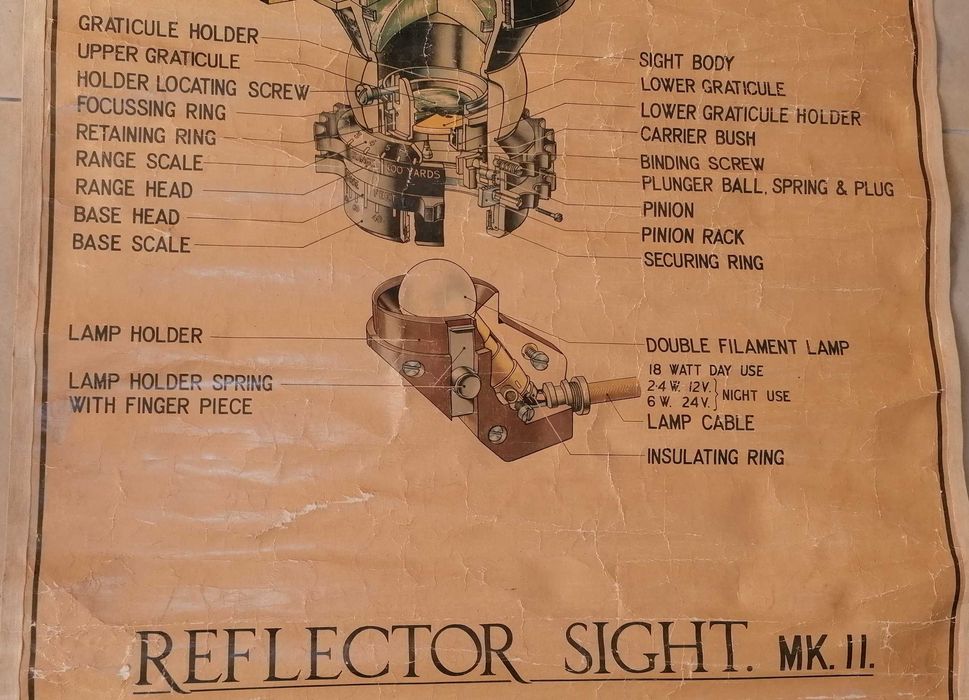 GRATICULE HOLDER
UPPER GRATICULE
HOLDER LOCATING SCREW
FOCUSSING RING
RETAINING RING
RANGE SCALE
RANGE HEAD
BASE HEAD
BASE SCALE
SIGHT BODY
LOWER GRATICULE
LOWER GRATICULE HOLDER
CARRIER BUSH
BINDING SCREW
PLUNGER BALL, SPRING & PLUG
PINION
PINION RACK
SECURING RING
YARDS
LAMP HOLDER
LAMP HOLDER SPRING
WITH FINGER PIECE
DOUBLE FILAMENT LAMP
18 WATT DAY USE
2·4 W. 12V.
6 W. 24V. } NIGHT USE
LAMP CABLE
INSULATING RING
REFLECTOR SIGHT. MK. II.